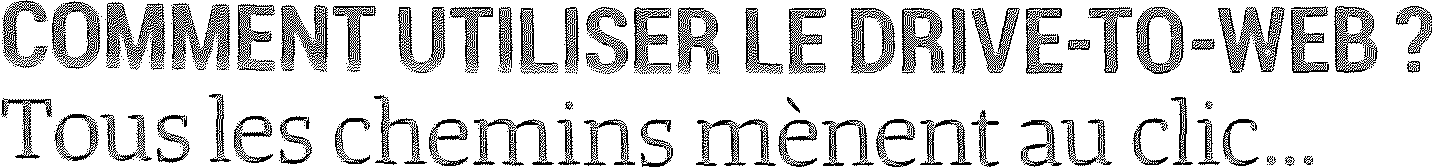 COMMENT UTILISER LE DRIVE-TO-WEB ?
Tous les chemins mènent au clic...